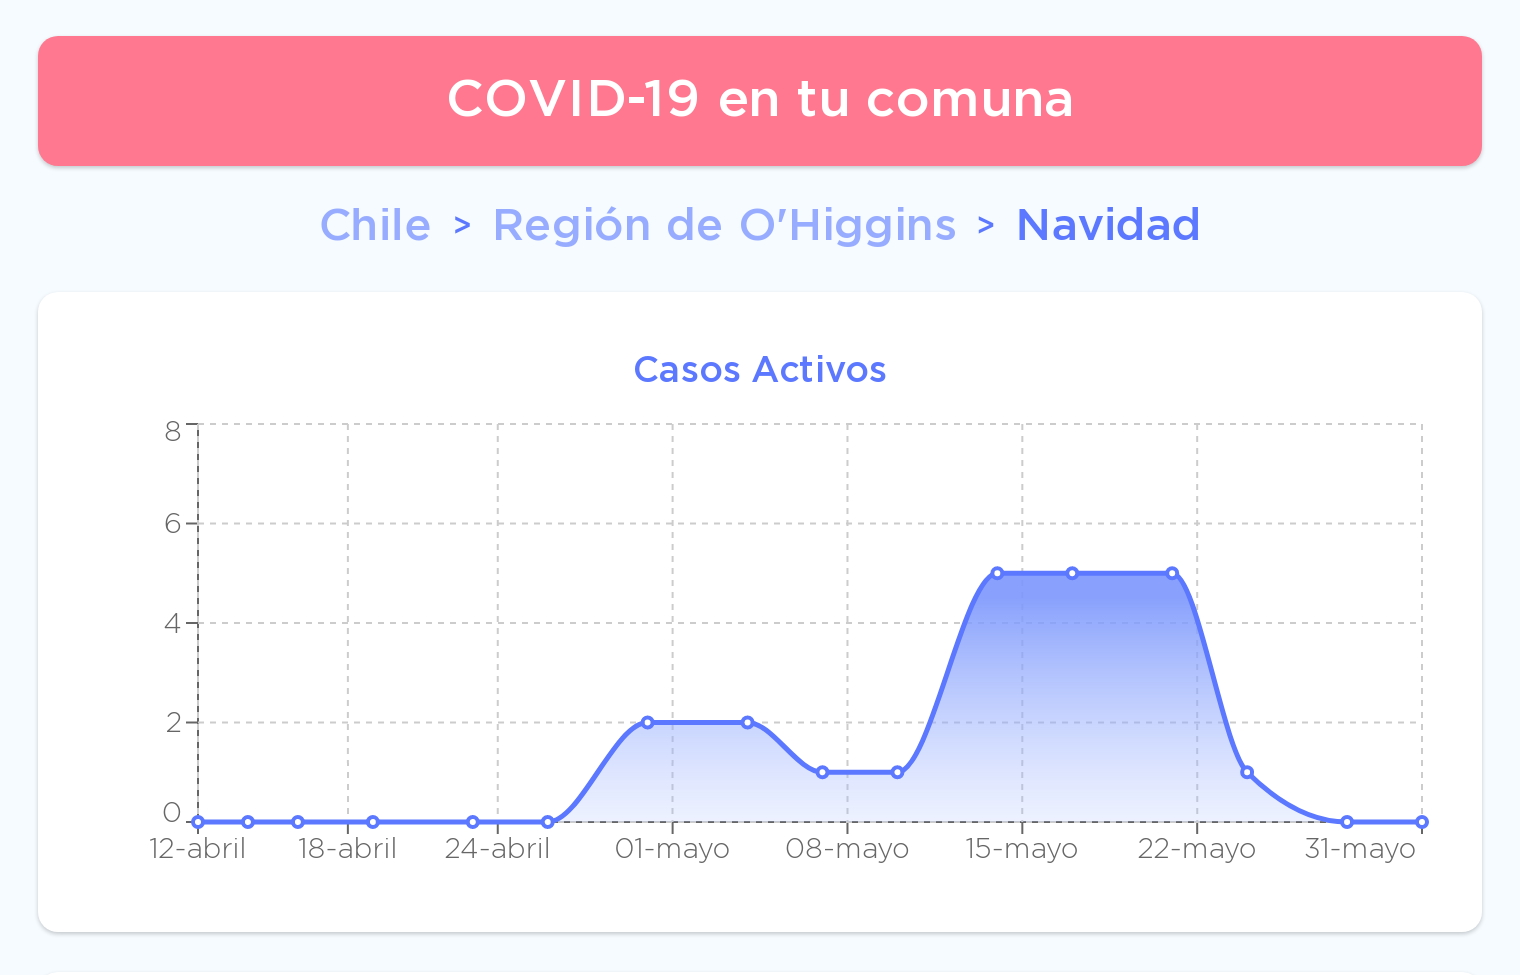 COVID-19 en tu comuna
Chile > Región de O'Higgins > Navidad
Casos Activos
8
6
4
2
0
12-abril 18-abril 24-abril 01-mayo 08-mayo 15-mayo 22-mayo 31-mayo